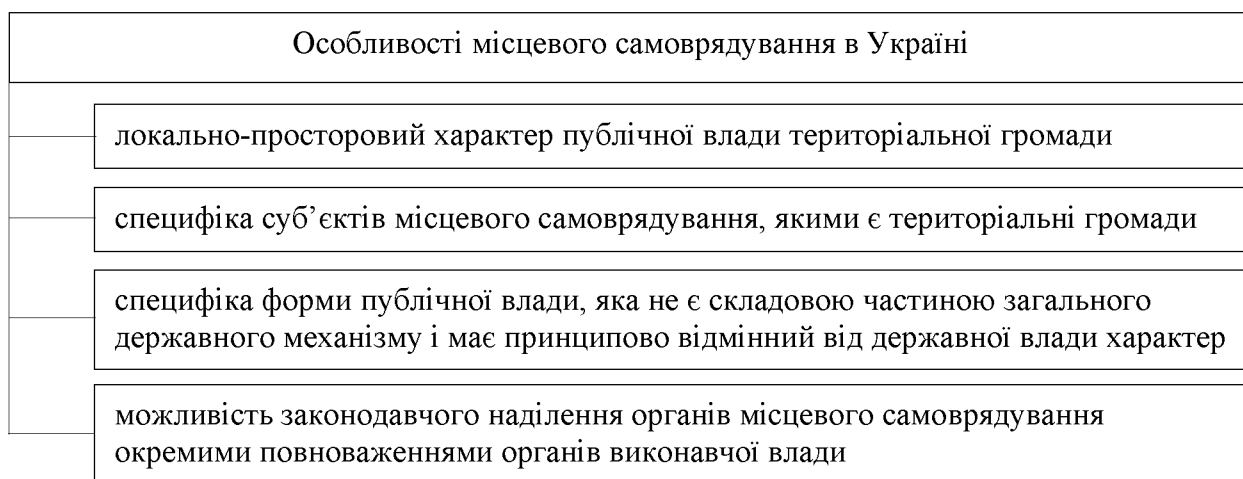 Особливості місцевого самоврядування в Україні
локально-просторовий характер публічної влади територіальної громади
специфіка суб’єктів місцевого самоврядування, якими є територіальні громади
специфіка форми публічної влади, яка не є складовою частиною загального
державного механізму і має принципово відмінний від державної влади характер
можливість законодавчого наділення органів місцевого самоврядування
окремими повноваженнями органів виконавчої влади